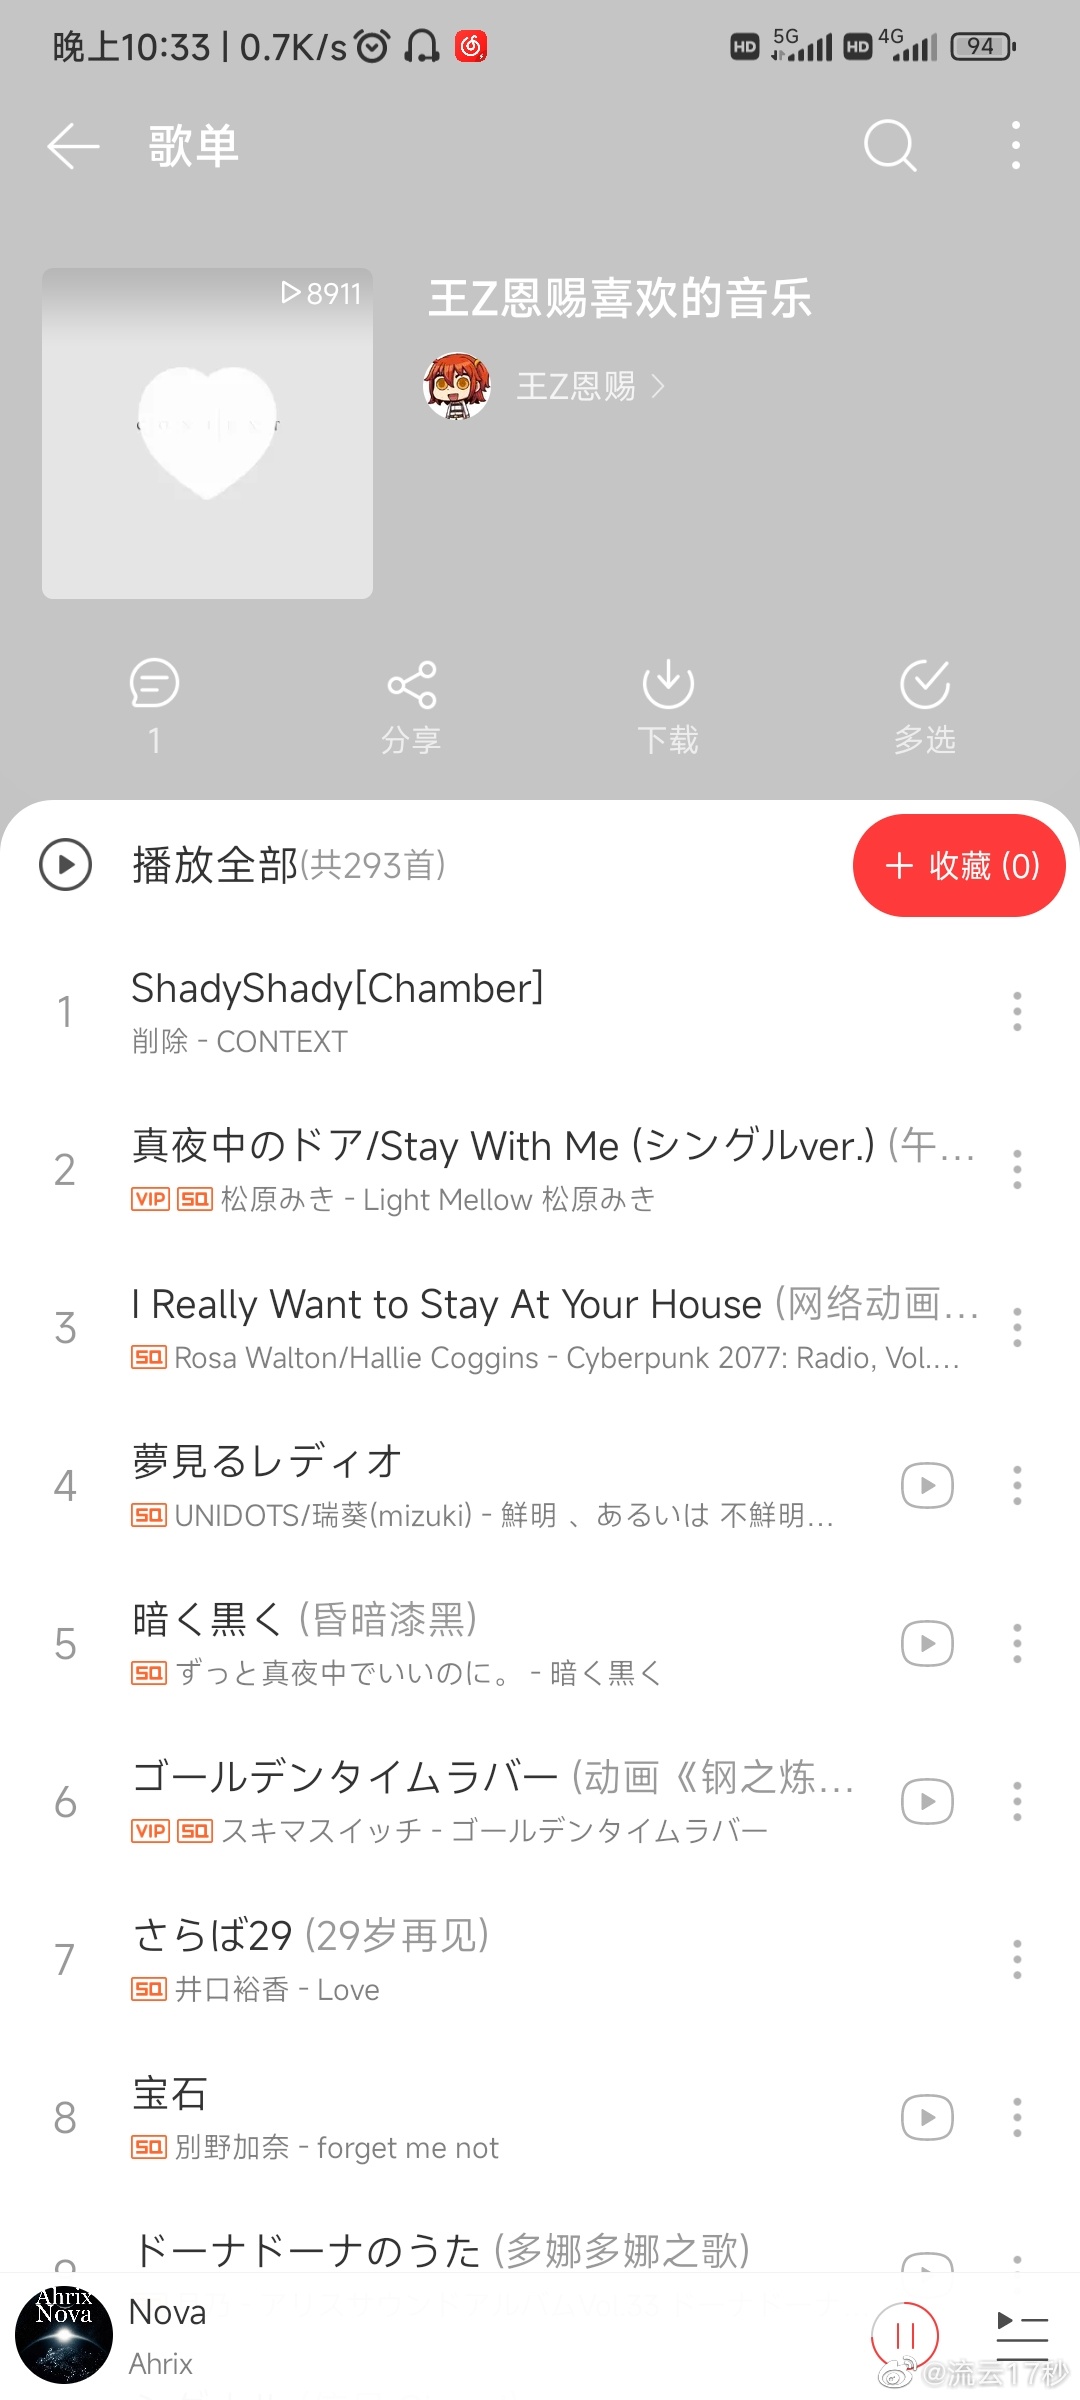 晚上10:33 | 0.7K/s
HD 5G HD 4G 94
歌单
8911
CONTEXT
王Z恩赐喜欢的音乐
王Z恩赐
1 分享 下载 多选
播放全部(共293首)
+ 收藏 (0)
1
ShadyShady[Chamber]
削除 - CONTEXT
2
真夜中のドア/Stay With Me (シングルver.) (午...
VIP SQ 松原みき - Light Mellow 松原みき
3
I Really Want to Stay At Your House (网络动画...
SQ Rosa Walton/Hallie Coggins - Cyberpunk 2077: Radio, Vol....
4
夢見るレディオ
SQ UNIDOTS/瑞葵(mizuki) - 鮮明 、あるいは 不鮮明...
5
暗く黒く (昏暗漆黑)
SQ ずっと真夜中でいいのに。 - 暗く黒く
6
ゴールデンタイムラバー (动画《钢之炼...
VIP SQ スキマスイッチ - ゴールデンタイムラバー
7
さらば29 (29岁再见)
SQ 井口裕香 - Love
8
宝石
SQ 別野加奈 - forget me not
9
ドーナドーナのうた (多娜多娜之歌)
Ahrix
Nova
Nova
Ahrix
@流云17秒